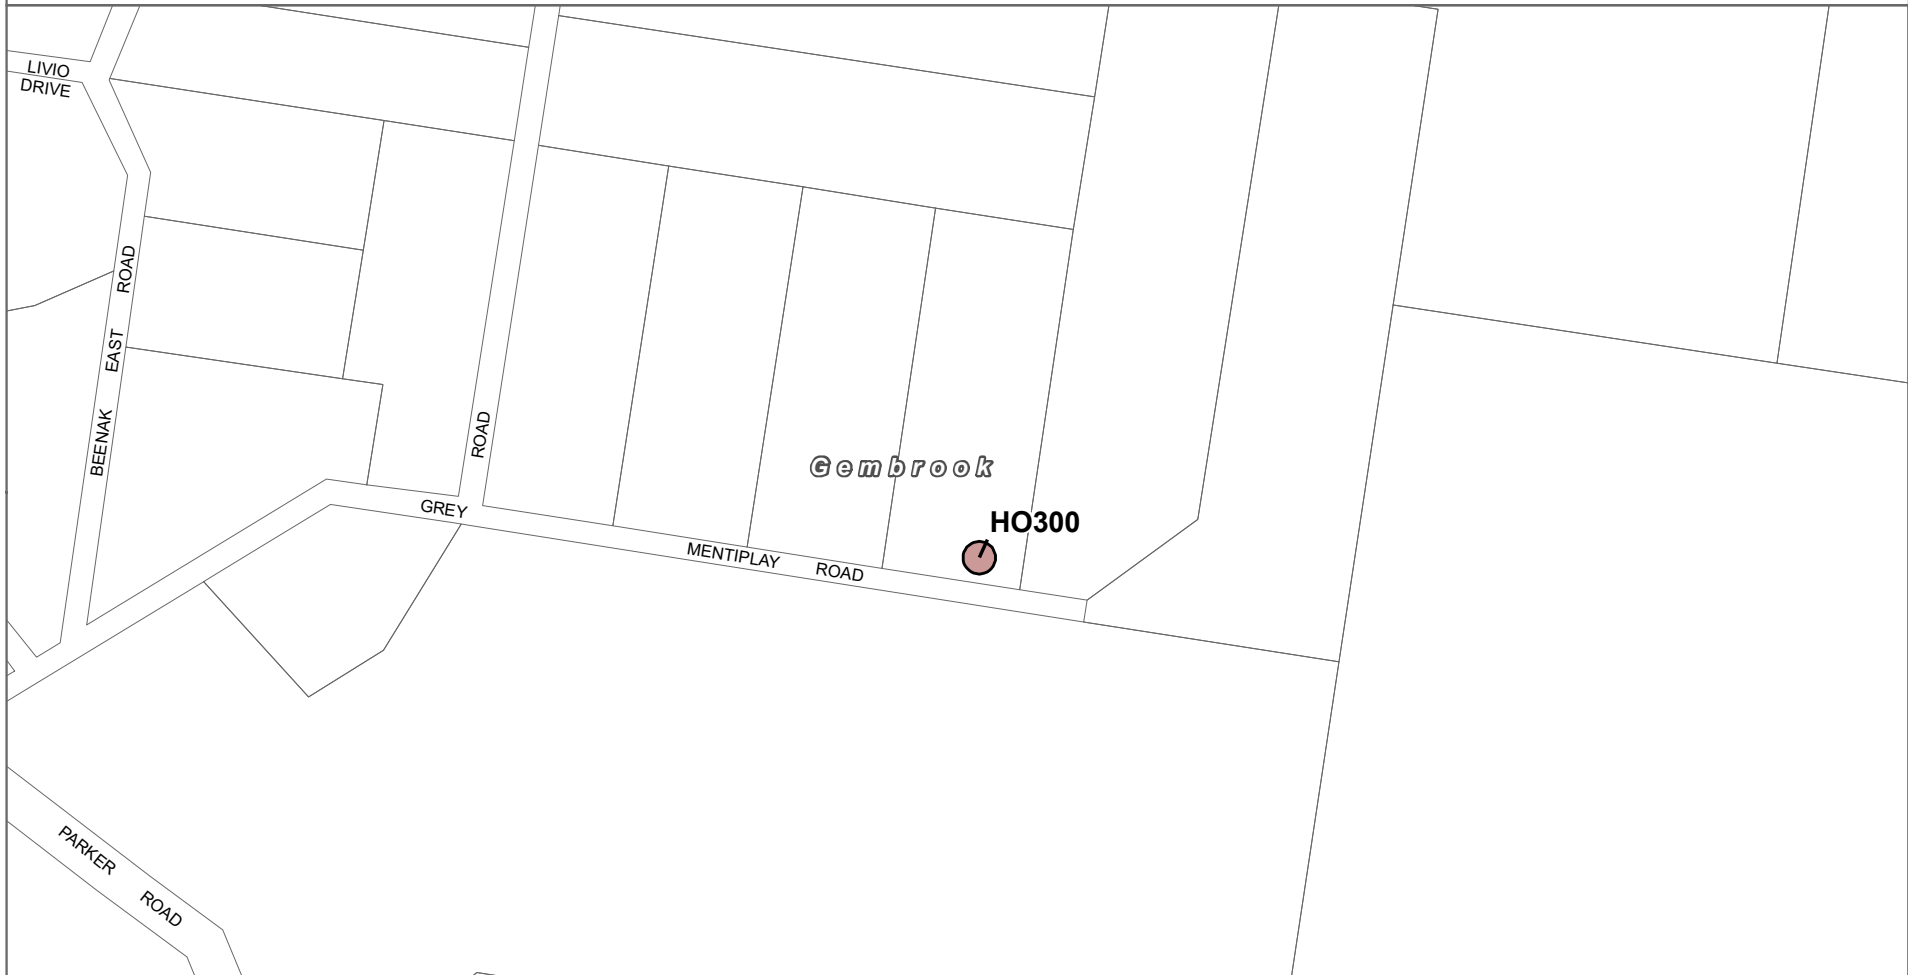 LIVIO
DRIVE
BEENAK EAST ROAD
ROAD
GREY
Gembrook
HO300
MENTIPLAY ROAD
PARKER ROAD